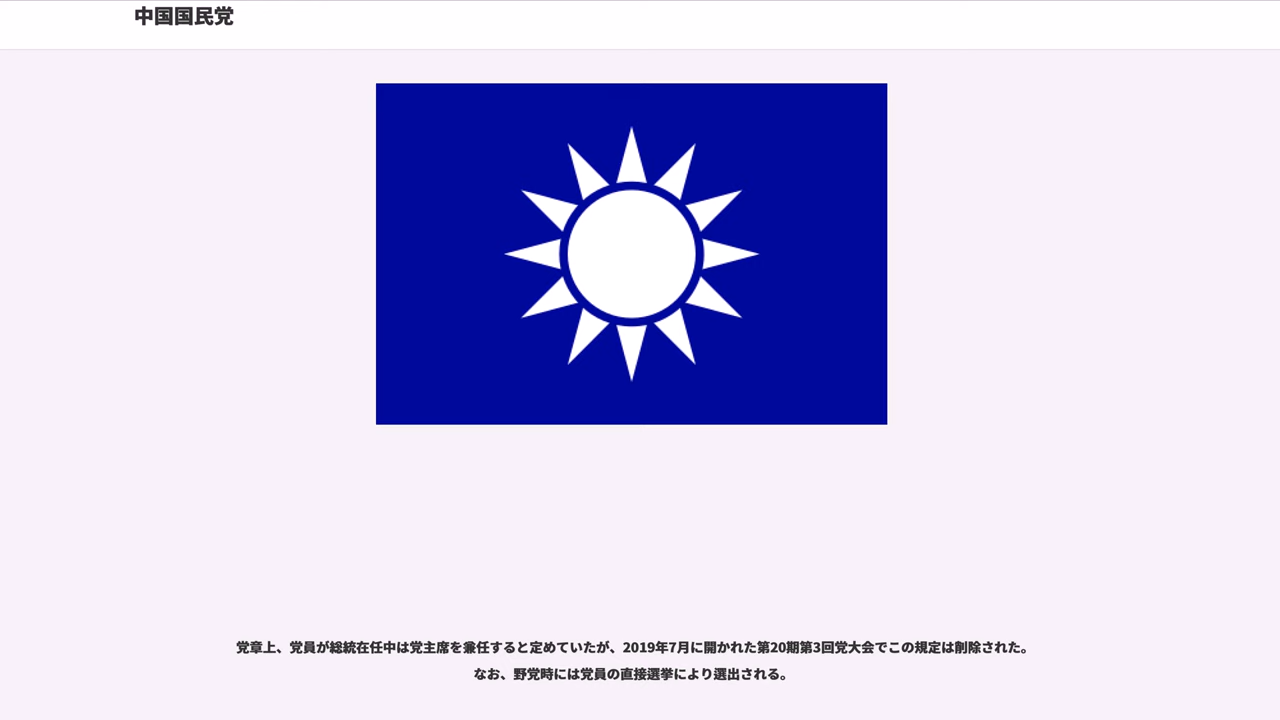 中国国民党
党章上、党員が総統在任中は党主席を兼任すると定めていたが、2019年7月に開かれた第20期第3回党大会でこの規定は削除された。
なお、野党時には党員の直接選挙により選出される。